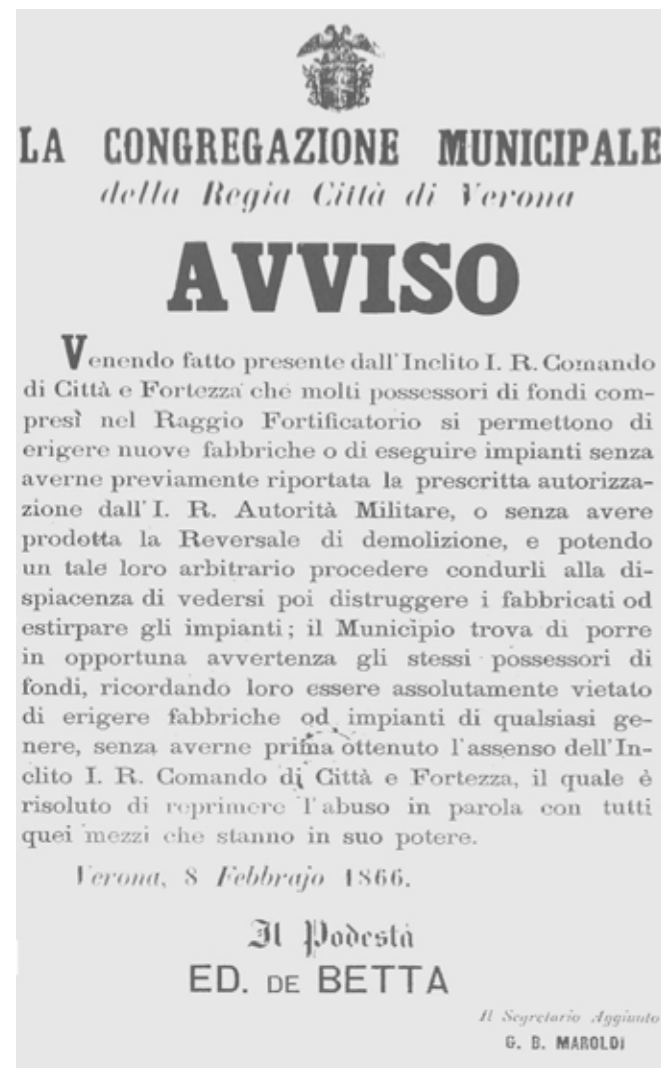 LA CONGREGAZIONE MUNICIPALE
della Regia Città di Verona
AVVISO
Venendo fatto presente dall'Inclito I. R. Comando
di Città e Fortezza che molti possessori di fondi com-
presì nel Raggio Fortificatorio si permettono di
erigere nuove fabbriche o di eseguire impianti senza
averne previamente riportata la prescritta autorizza-
zione dall'I. R. Autorità Militare, o senza avere
prodotta la Reversale di demolizione, e potendo
un tale loro arbitrario procedere condurli alla di-
spiacenza di vedersi poi distruggere i fabbricati od
estirpare gli impianti; il Municipio trova di porre
in opportuna avvertenza gli stessi possessori di
fondi, ricordando loro essere assolutamente vietato
di erigere fabbriche od impianti di qualsiasi ge-
nere, senza averne prima ottenuto l'assenso dell'In-
clito I. R. Comando di Città e Fortezza, il quale è
risoluto di reprimere l'abuso in parola con tutti
quei mezzi che stanno in suo potere.
Verona, 8 Febbrajo 1866.
Il Podestà
ED. DE BETTA
Il Segretario Aggiunto
G. B. MAROLDI